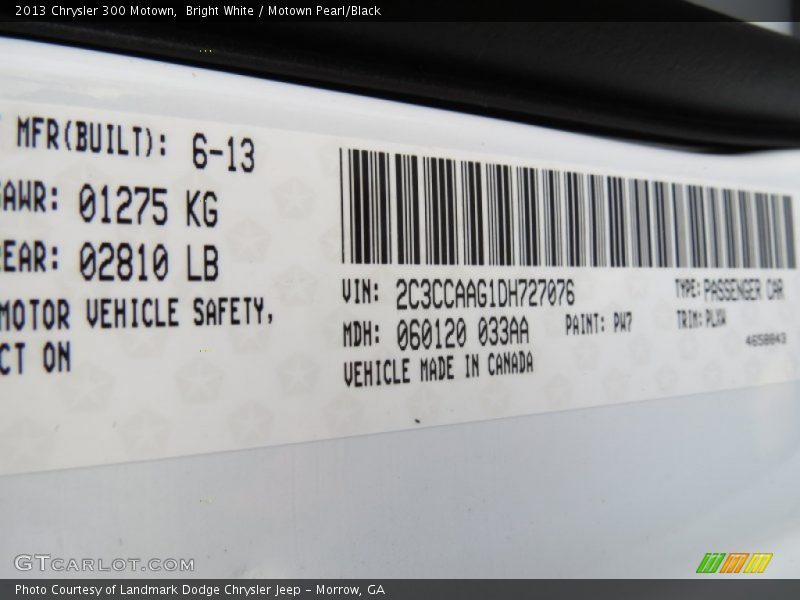 2013 Chrysler 300 Motown, Bright White / Motown Pearl/Black
MFR(BUILT): 6-13
AWR: 01275 KG
EAR: 02810 LB
MOTOR VEHICLE SAFETY,
CT ON
VIN: 2C3CCAAG1DH727076
TYPE: PASSENGER CAR
MDH: 060120 033AA
PAINT: PW7
TRIM: PLX9
4658843
VEHICLE MADE IN CANADA
GTCARLOT.COM
Photo Courtesy of Landmark Dodge Chrysler Jeep - Morrow, GA